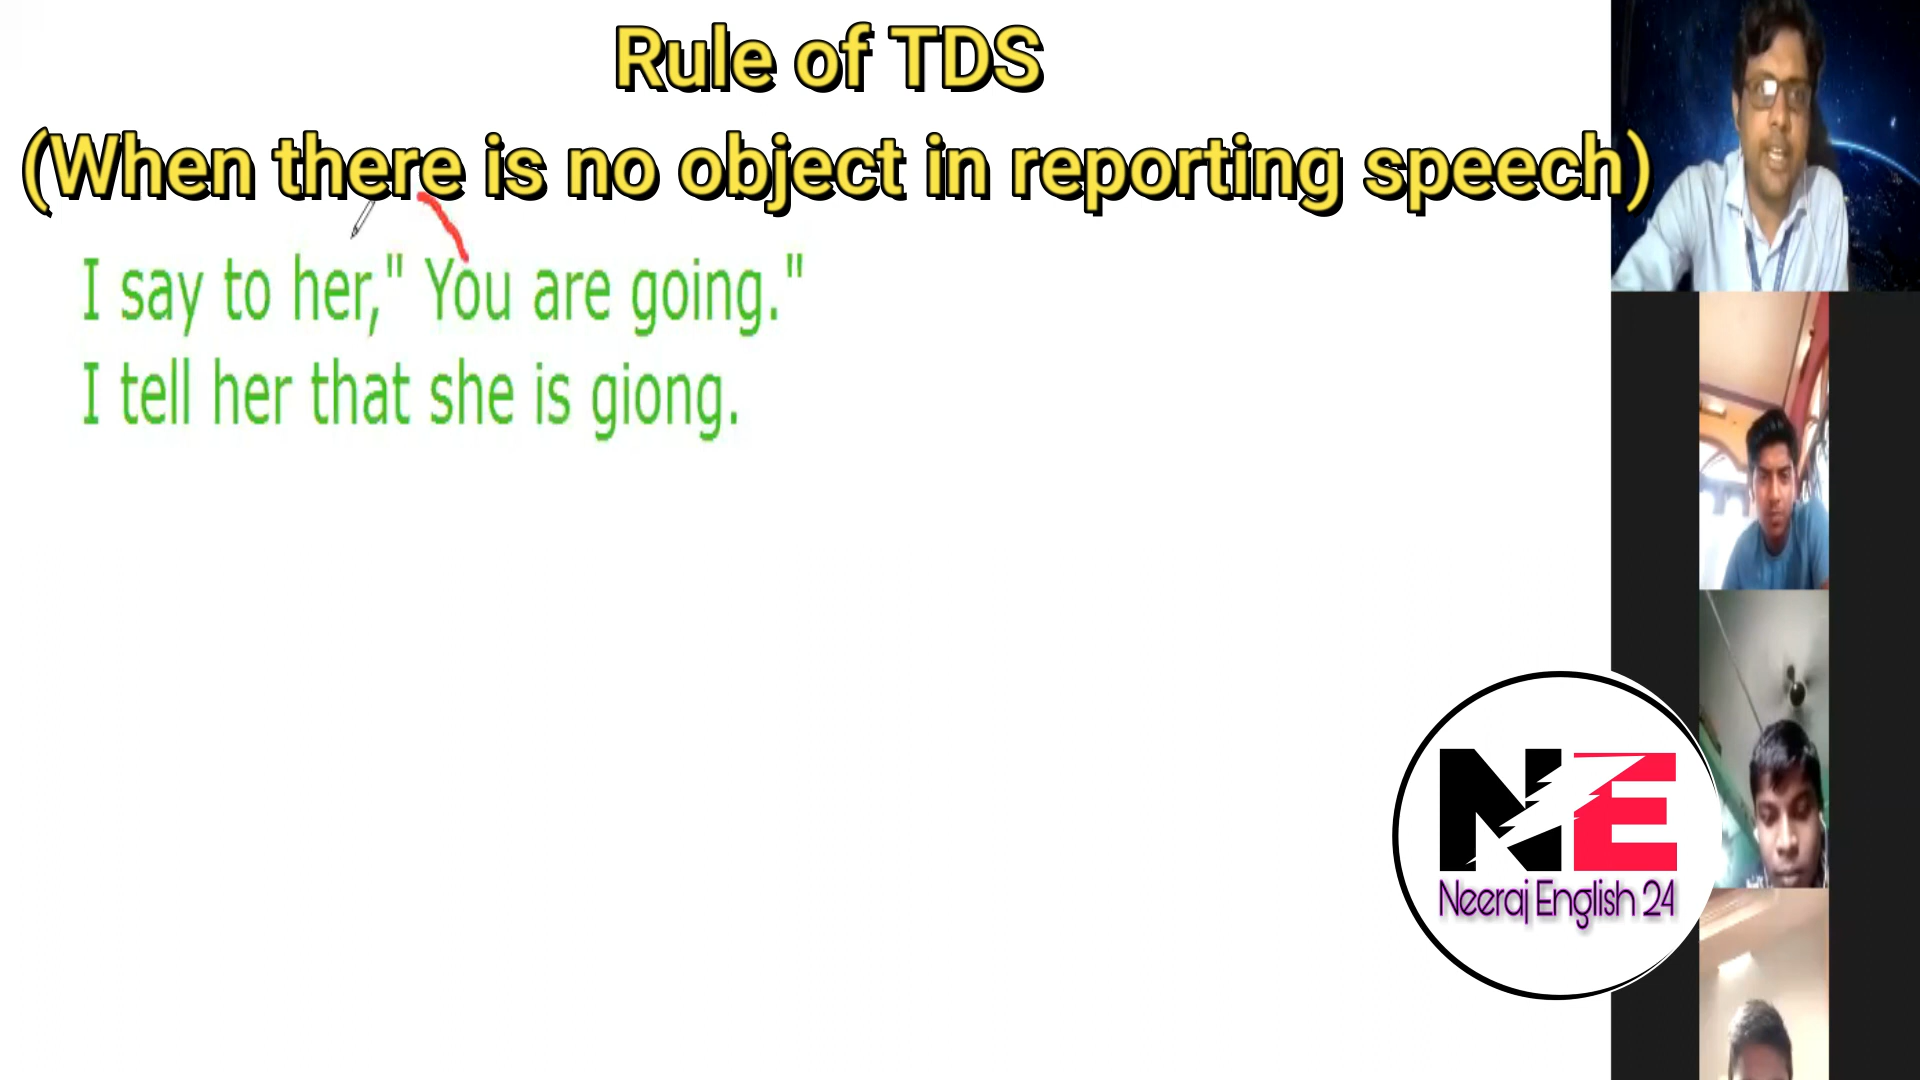 Rule of TDS
(When there is no object in reporting speech)
I say to her," You are going."
I tell her that she is giong.
NE
Neeraj English 24